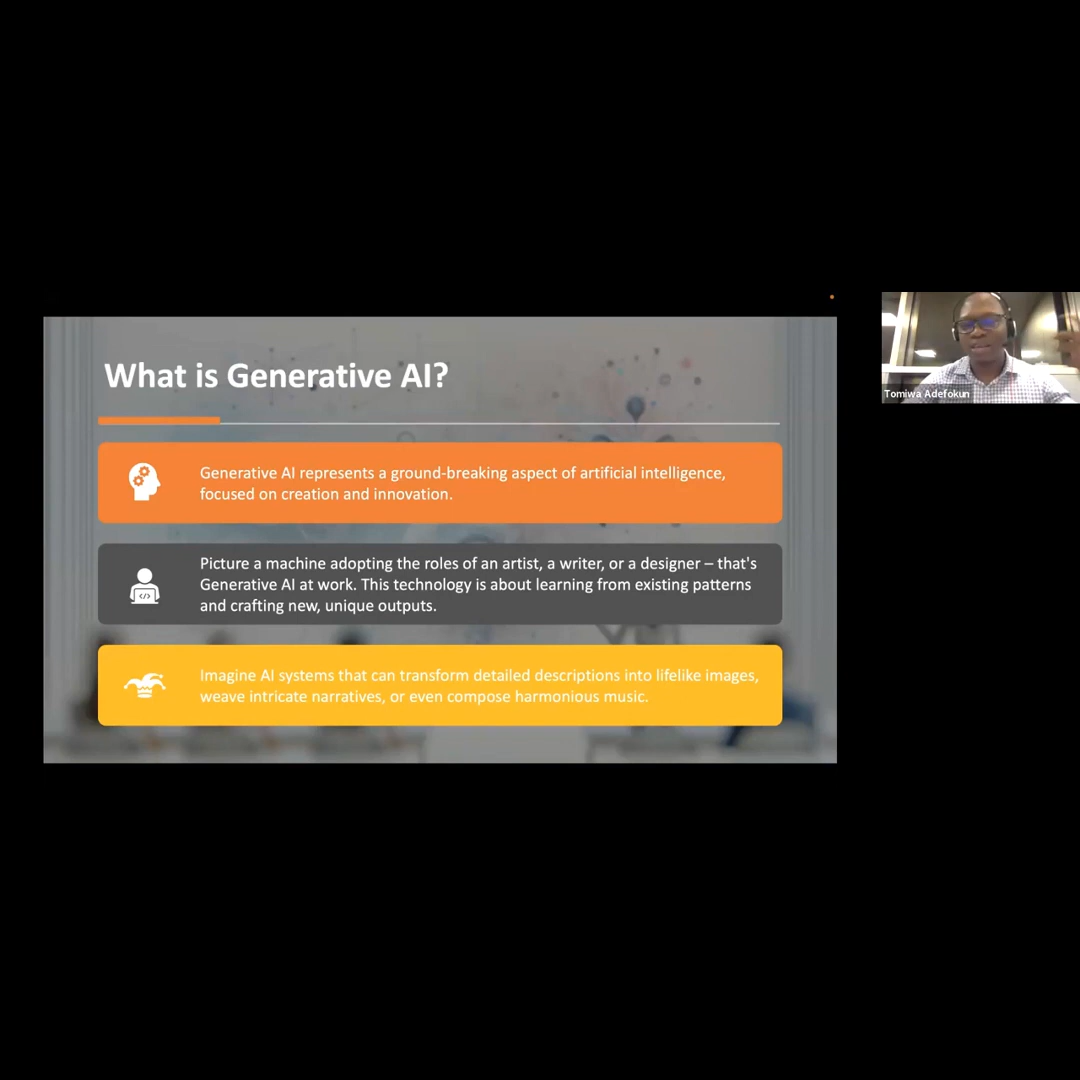 What is Generative AI?
Generative AI represents a ground-breaking aspect of artificial intelligence,
focused on creation and innovation.
Picture a machine adopting the roles of an artist, a writer, or a designer – that's
Generative AI at work. This technology is about learning from existing patterns
and crafting new, unique outputs.
Imagine AI systems that can transform detailed descriptions into lifelike images,
weave intricate narratives, or even compose harmonious music.
Tomiwa Adefokun